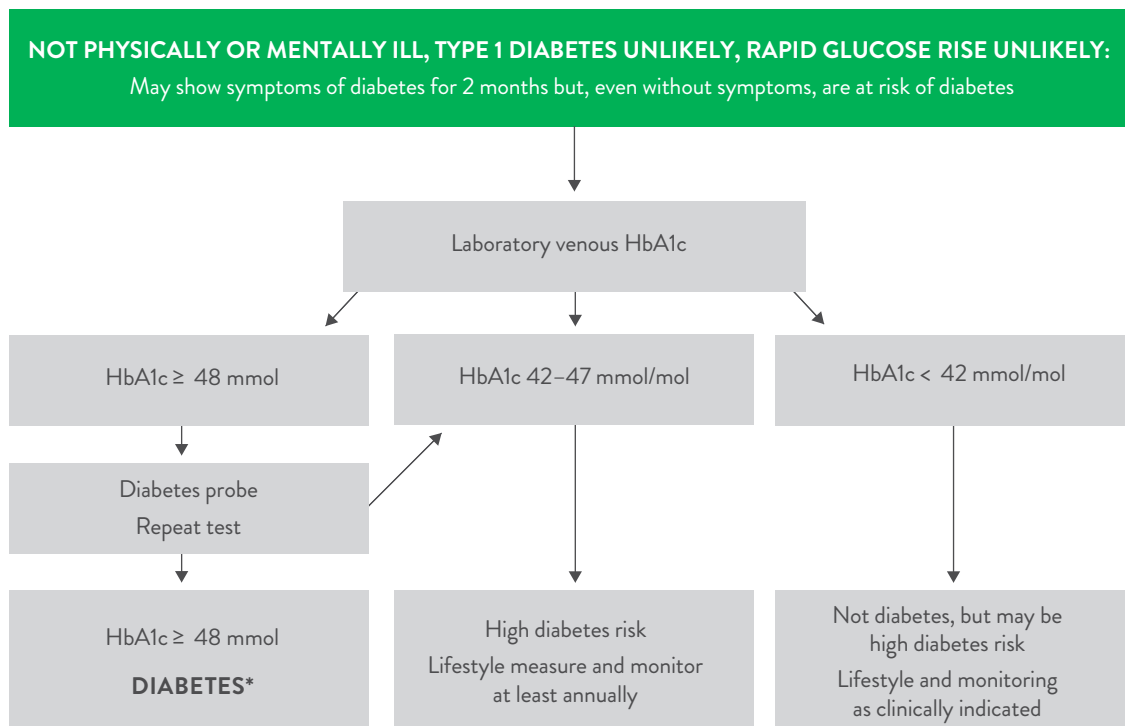 NOT PHYSICALLY OR MENTALLY ILL, TYPE 1 DIABETES UNLIKELY, RAPID GLUCOSE RISE UNLIKELY:
May show symptoms of diabetes for 2 months but, even without symptoms, are at risk of diabetes
Laboratory venous HbA1c
HbA1c ≥ 48 mmol
HbA1c 42–47 mmol/mol
HbA1c < 42 mmol/mol
Diabetes probe
Repeat test
HbA1c ≥ 48 mmol
DIABETES*
High diabetes risk
Lifestyle measure and monitor
at least annually
Not diabetes, but may be
high diabetes risk
Lifestyle and monitoring
as clinically indicated